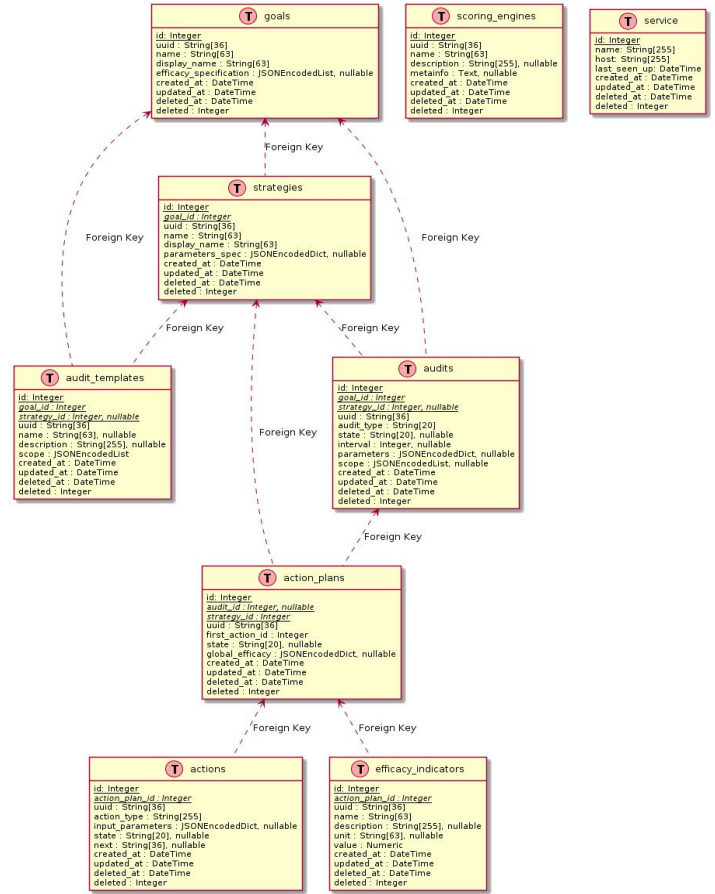 T goals
id: Integer
uuid : String[36]
name : String[63]
display_name : String[63]
efficacy_specification : JSONEncodedList, nullable
created_at : DateTime
updated_at : DateTime
deleted_at : DateTime
deleted : Integer
T scoring_engines
id: Integer
uuid : String[36]
name : String[63]
description : String[255], nullable
metainfo : Text, nullable
created_at : DateTime
updated_at : DateTime
deleted_at : DateTime
deleted : Integer
T service
id: Integer
name: String[255]
host: String[255]
last_seen_up: DateTime
created_at : DateTime
updated_at : DateTime
deleted_at : DateTime
deleted : Integer
Foreign Key
T strategies
id: Integer
goal_id : Integer
uuid : String[36]
name : String[63]
display_name : String[63]
parameters_spec : JSONEncodedDict, nullable
created_at : DateTime
updated_at : DateTime
deleted_at : DateTime
deleted : Integer
Foreign Key
Foreign Key
Foreign Key
Foreign Key
T audit_templates
id: Integer
goal_id : Integer
strategy_id : Integer, nullable
uuid : String[36]
name : String[63], nullable
description : String[255], nullable
scope : JSONEncodedList
created_at : DateTime
updated_at : DateTime
deleted_at : DateTime
deleted : Integer
T audits
id: Integer
goal_id : Integer
strategy_id : Integer, nullable
uuid : String[36]
audit_type : String[20]
state : String[20], nullable
interval : Integer, nullable
parameters : JSONEncodedDict, nullable
scope : JSONEncodedList, nullable
created_at : DateTime
updated_at : DateTime
deleted_at : DateTime
deleted : Integer
Foreign Key
Foreign Key
T action_plans
id: Integer
audit_id : Integer, nullable
strategy_id : Integer
uuid : String[36]
first_action_id : Integer
state : String[20], nullable
global_efficacy : JSONEncodedDict, nullable
created_at : DateTime
updated_at : DateTime
deleted_at : DateTime
deleted : Integer
Foreign Key
Foreign Key
T actions
id: Integer
action_plan_id : Integer
uuid : String[36]
action_type : String[255]
input_parameters : JSONEncodedDict, nullable
state : String[20], nullable
next : String[36], nullable
created_at : DateTime
updated_at : DateTime
deleted_at : DateTime
deleted : Integer
T efficacy_indicators
id: Integer
action_plan_id : Integer
uuid : String[36]
name : String[63]
description : String[255], nullable
unit : String[63], nullable
value : Numeric
created_at : DateTime
updated_at : DateTime
deleted_at : DateTime
deleted : Integer